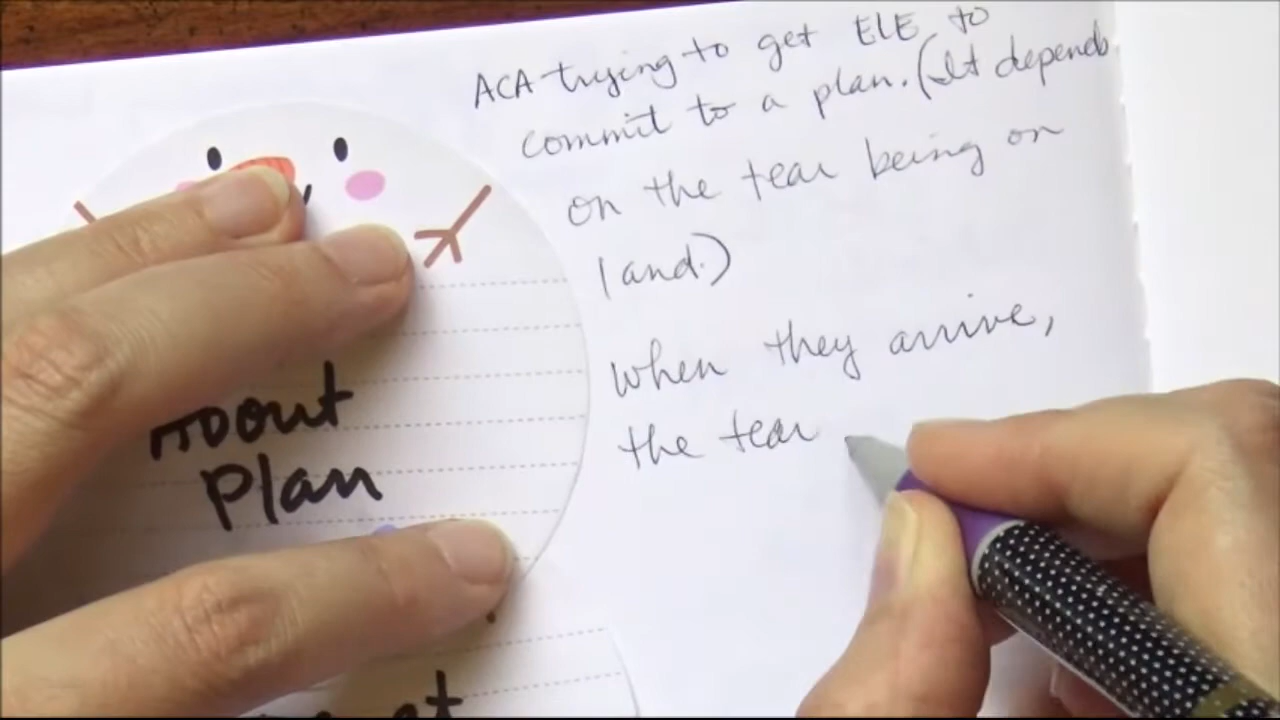 ACA trying to get ELE to
commit to a plan. (It depends
on the tear being on
land.)
When they arrive,
the tear
About
Plan